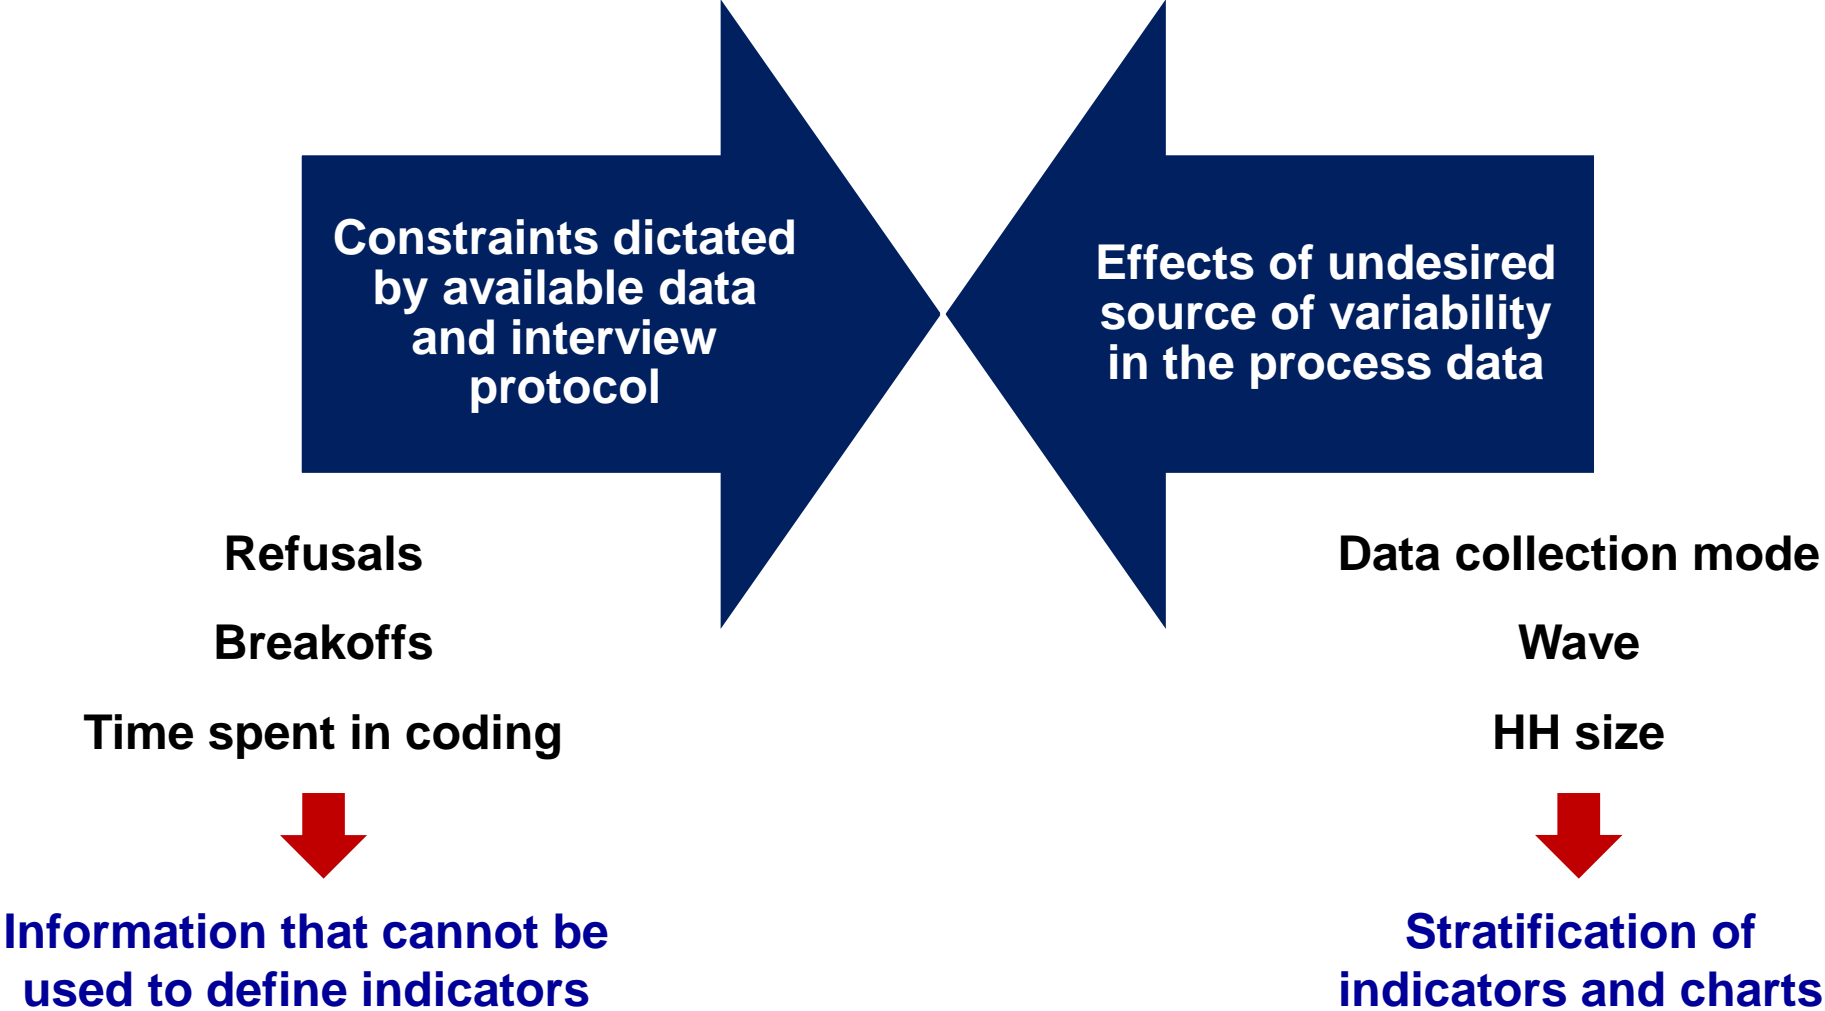 Constraints dictated
by available data
and interview
protocol
Effects of undesired
source of variability
in the process data
Refusals
Breakoffs
Time spent in coding
Information that cannot be
used to define indicators
Data collection mode
Wave
HH size
Stratification of
indicators and charts